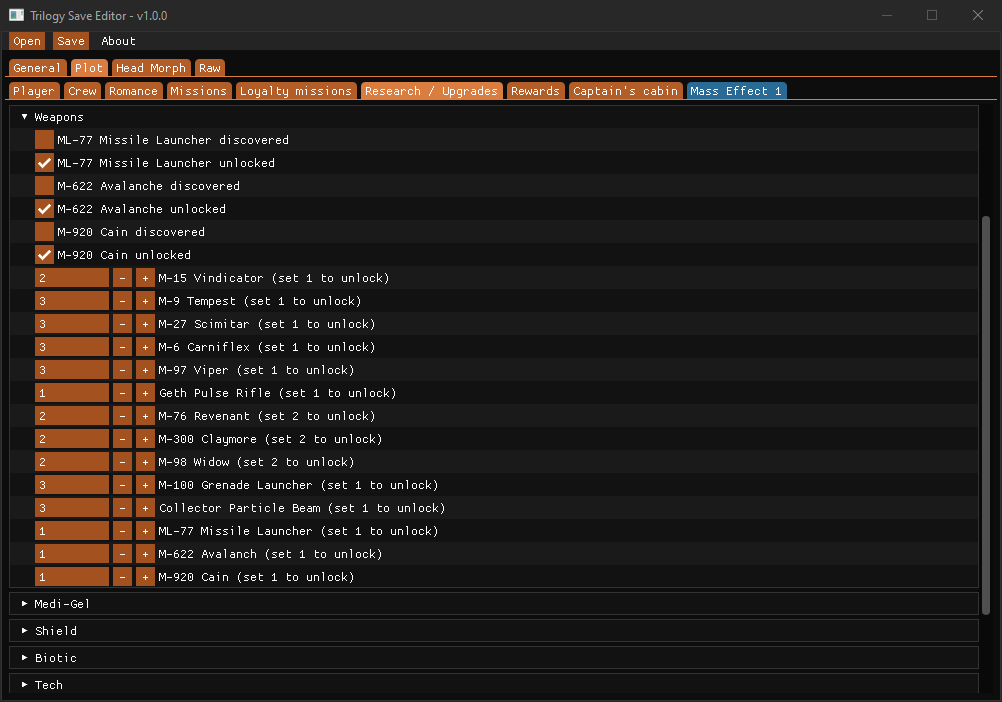 Trilogy Save Editor - v1.0.0
Open Save About
General Plot Head Morph Raw
Player Crew Romance Missions Loyalty missions Research / Upgrades Rewards Captain's cabin Mass Effect 1
▼ Weapons
ML-77 Missile Launcher discovered
ML-77 Missile Launcher unlocked
M-622 Avalanche discovered
M-622 Avalanche unlocked
M-920 Cain discovered
M-920 Cain unlocked
2 - + M-15 Vindicator (set 1 to unlock)
3 - + M-9 Tempest (set 1 to unlock)
3 - + M-27 Scimitar (set 1 to unlock)
3 - + M-6 Carniflex (set 1 to unlock)
3 - + M-97 Viper (set 1 to unlock)
1 - + Geth Pulse Rifle (set 1 to unlock)
2 - + M-76 Revenant (set 2 to unlock)
2 - + M-300 Claymore (set 2 to unlock)
2 - + M-98 Widow (set 2 to unlock)
3 - + M-100 Grenade Launcher (set 1 to unlock)
3 - + Collector Particle Beam (set 1 to unlock)
1 - + ML-77 Missile Launcher (set 1 to unlock)
1 - + M-622 Avalanch (set 1 to unlock)
1 - + M-920 Cain (set 1 to unlock)
► Medi-Gel
► Shield
► Biotic
► Tech